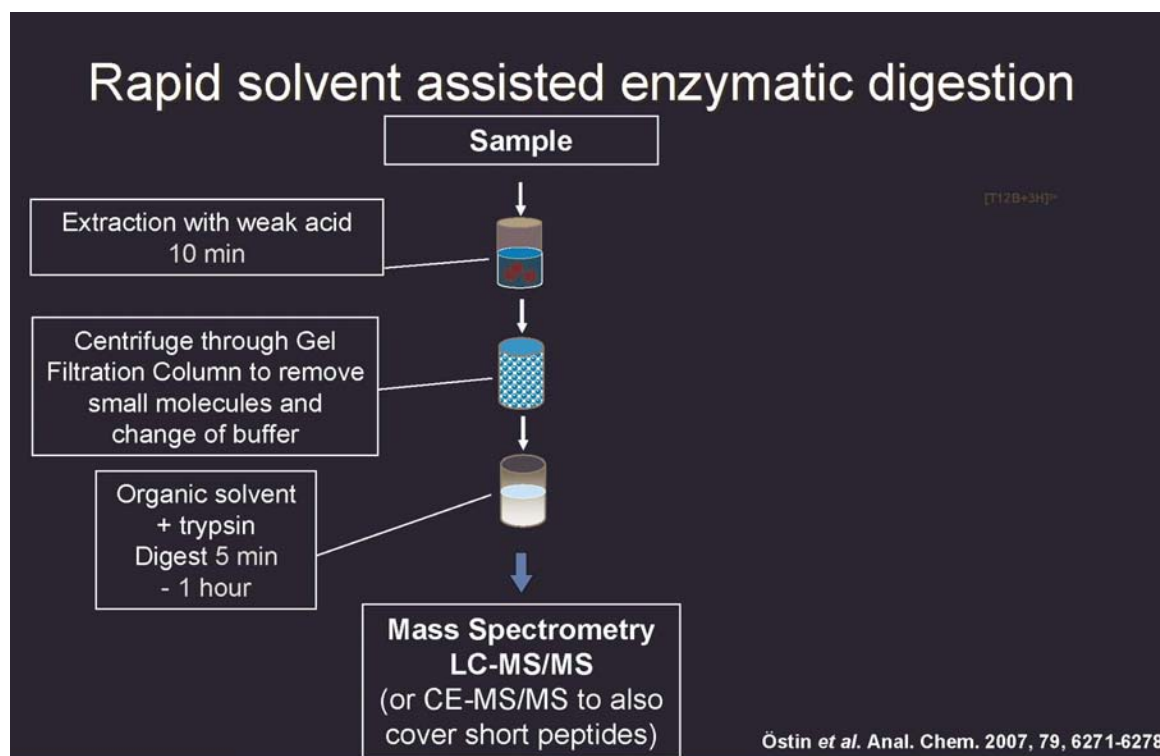 Rapid solvent assisted enzymatic digestion
Sample
Extraction with weak acid
10 min
Centrifuge through Gel
Filtration Column to remove
small molecules and
change of buffer
Organic solvent
+ trypsin
Digest 5 min
- 1 hour
Mass Spectrometry
LC-MS/MS
(or CE-MS/MS to also
cover short peptides)
Östin et al. Anal. Chem. 2007, 79, 6271-6278